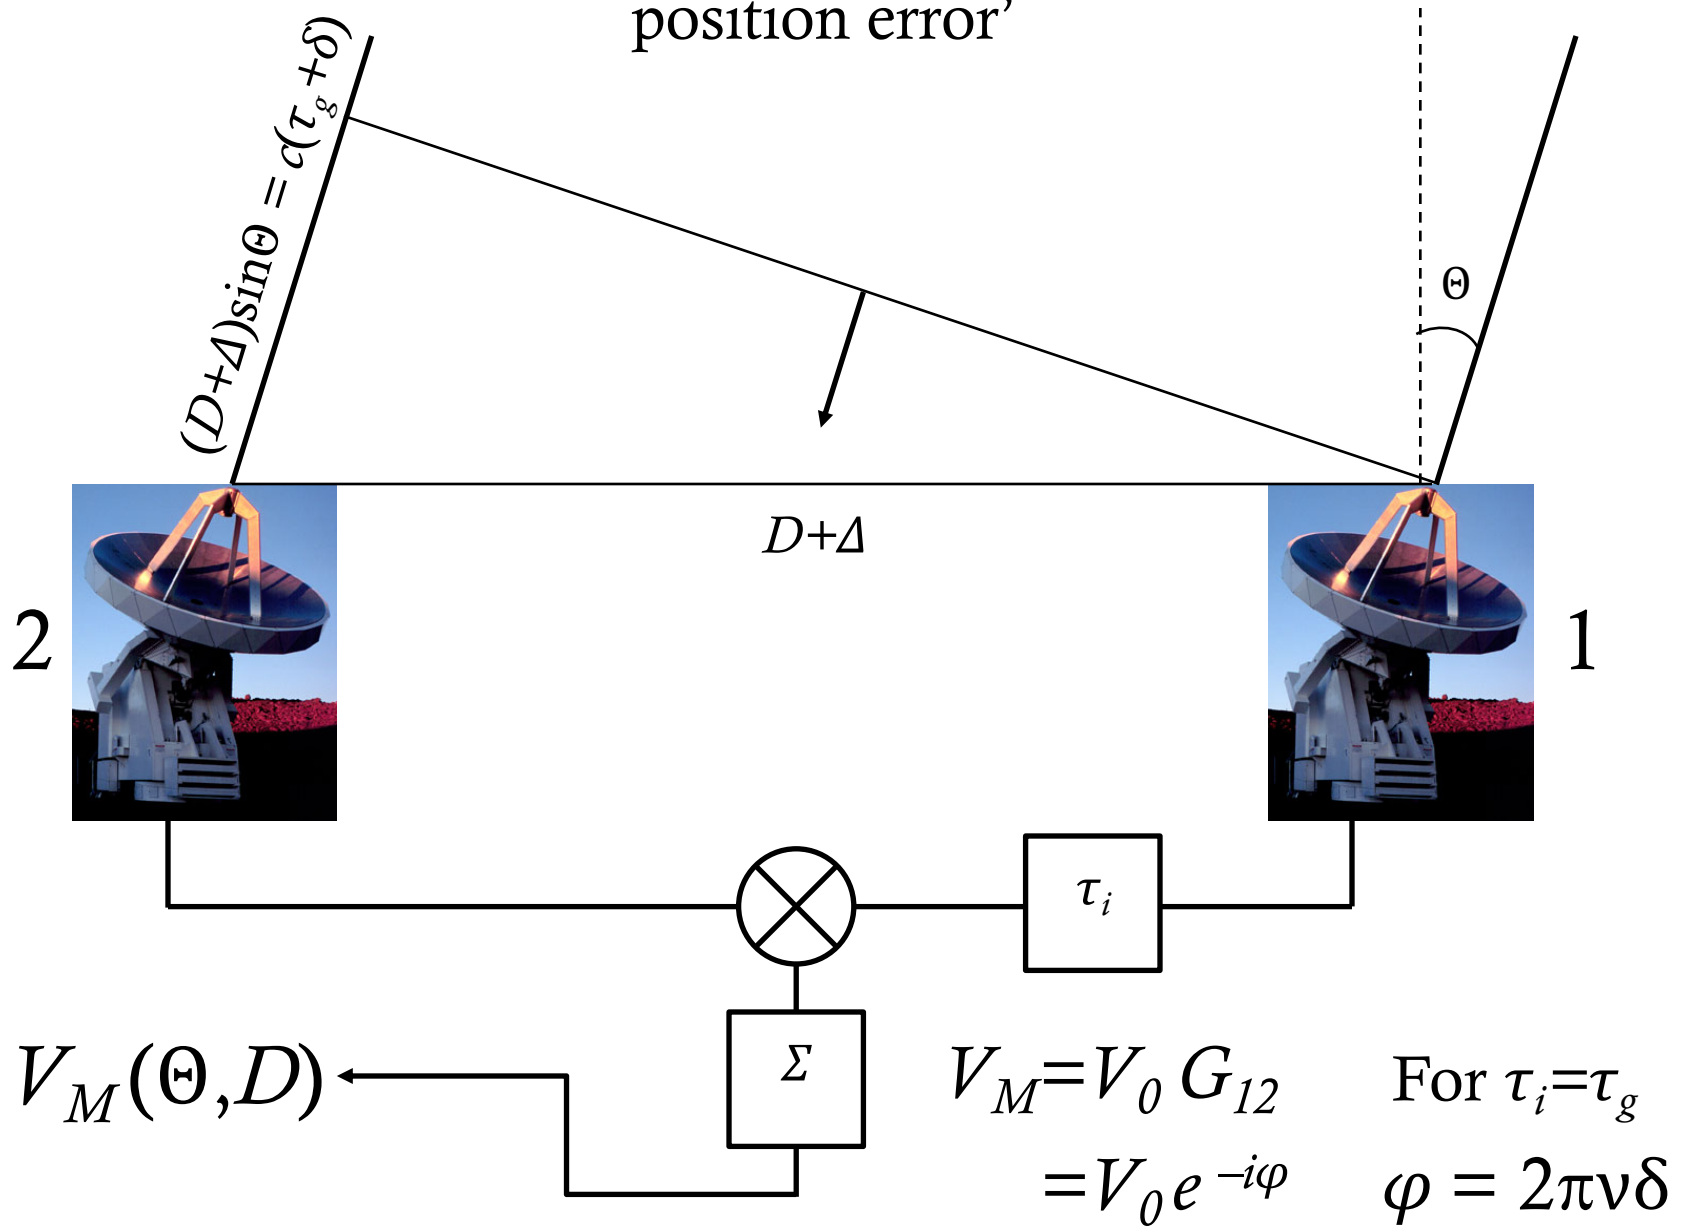 position error’
(D+Δ)sinΘ = c(τg+δ)
Θ
D+Δ
2
1
τi
Σ
VM(Θ,D)
VM=V0 G12
For τi=τg
=V0e −iφ
φ = 2πνδ